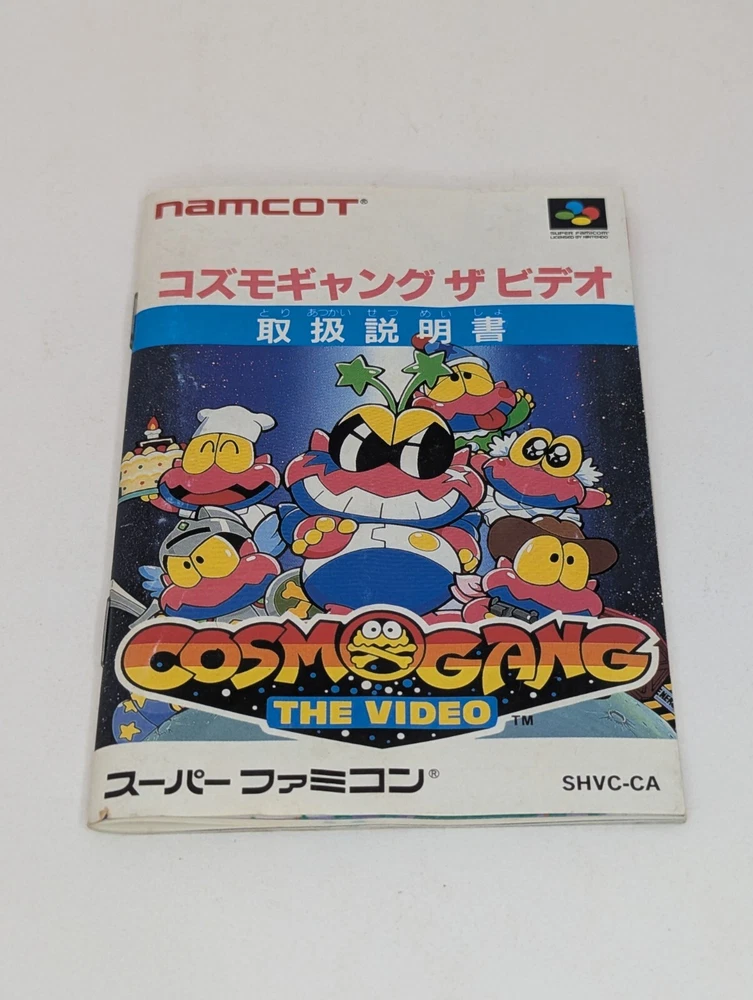 namcoT®
SUPER FAMICOM
LICENSED BY NINTENDO
コズモギャング ザ ビデオ
とり あつかい せつ めい しょ
取扱説明書
COSMOGANG
THE VIDEO ™
スーパーファミコン®
SHVC-CA